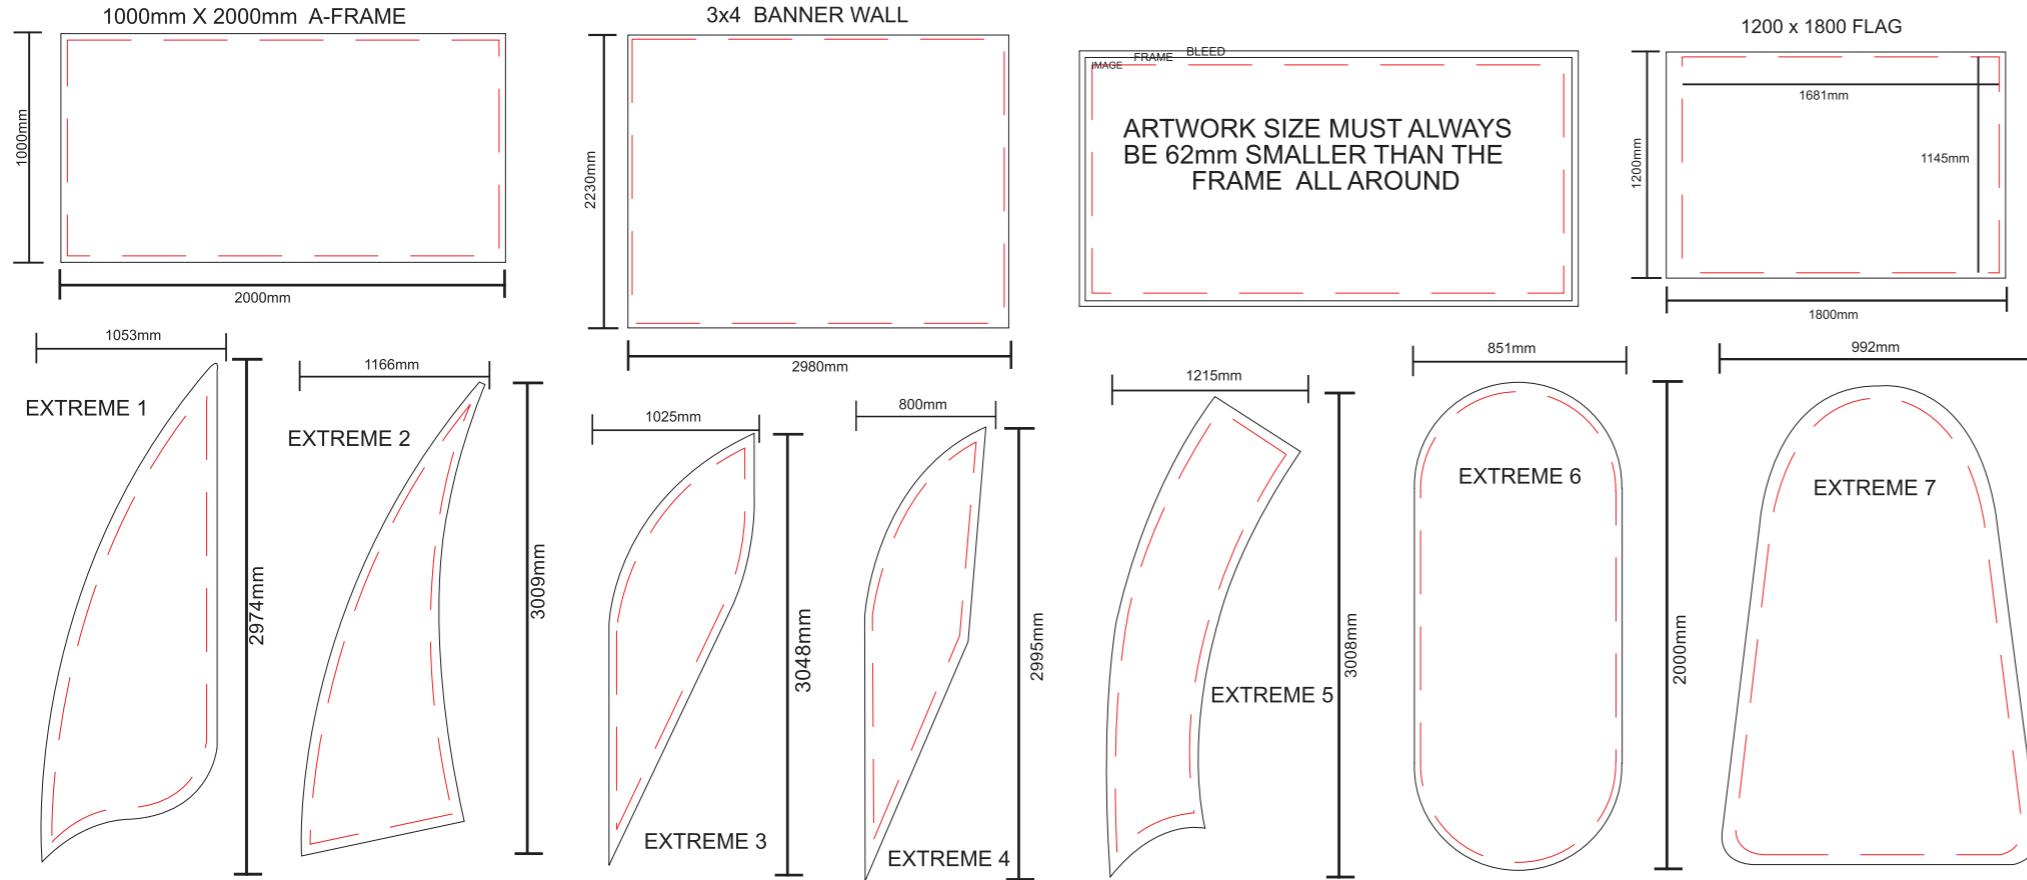 1000mm X 2000mm A-FRAME
1000mm
2000mm
3x4 BANNER WALL
2230mm
2980mm
BLEED
FRAME
IMAGE
ARTWORK SIZE MUST ALWAYS
BE 62mm SMALLER THAN THE
FRAME ALL AROUND
1200 x 1800 FLAG
1681mm
1145mm
1200mm
1800mm
1053mm
EXTREME 1
2974mm
1166mm
EXTREME 2
3009mm
1025mm
3048mm
EXTREME 3
800mm
2995mm
EXTREME 4
1215mm
3008mm
EXTREME 5
851mm
EXTREME 6
2000mm
992mm
EXTREME 7